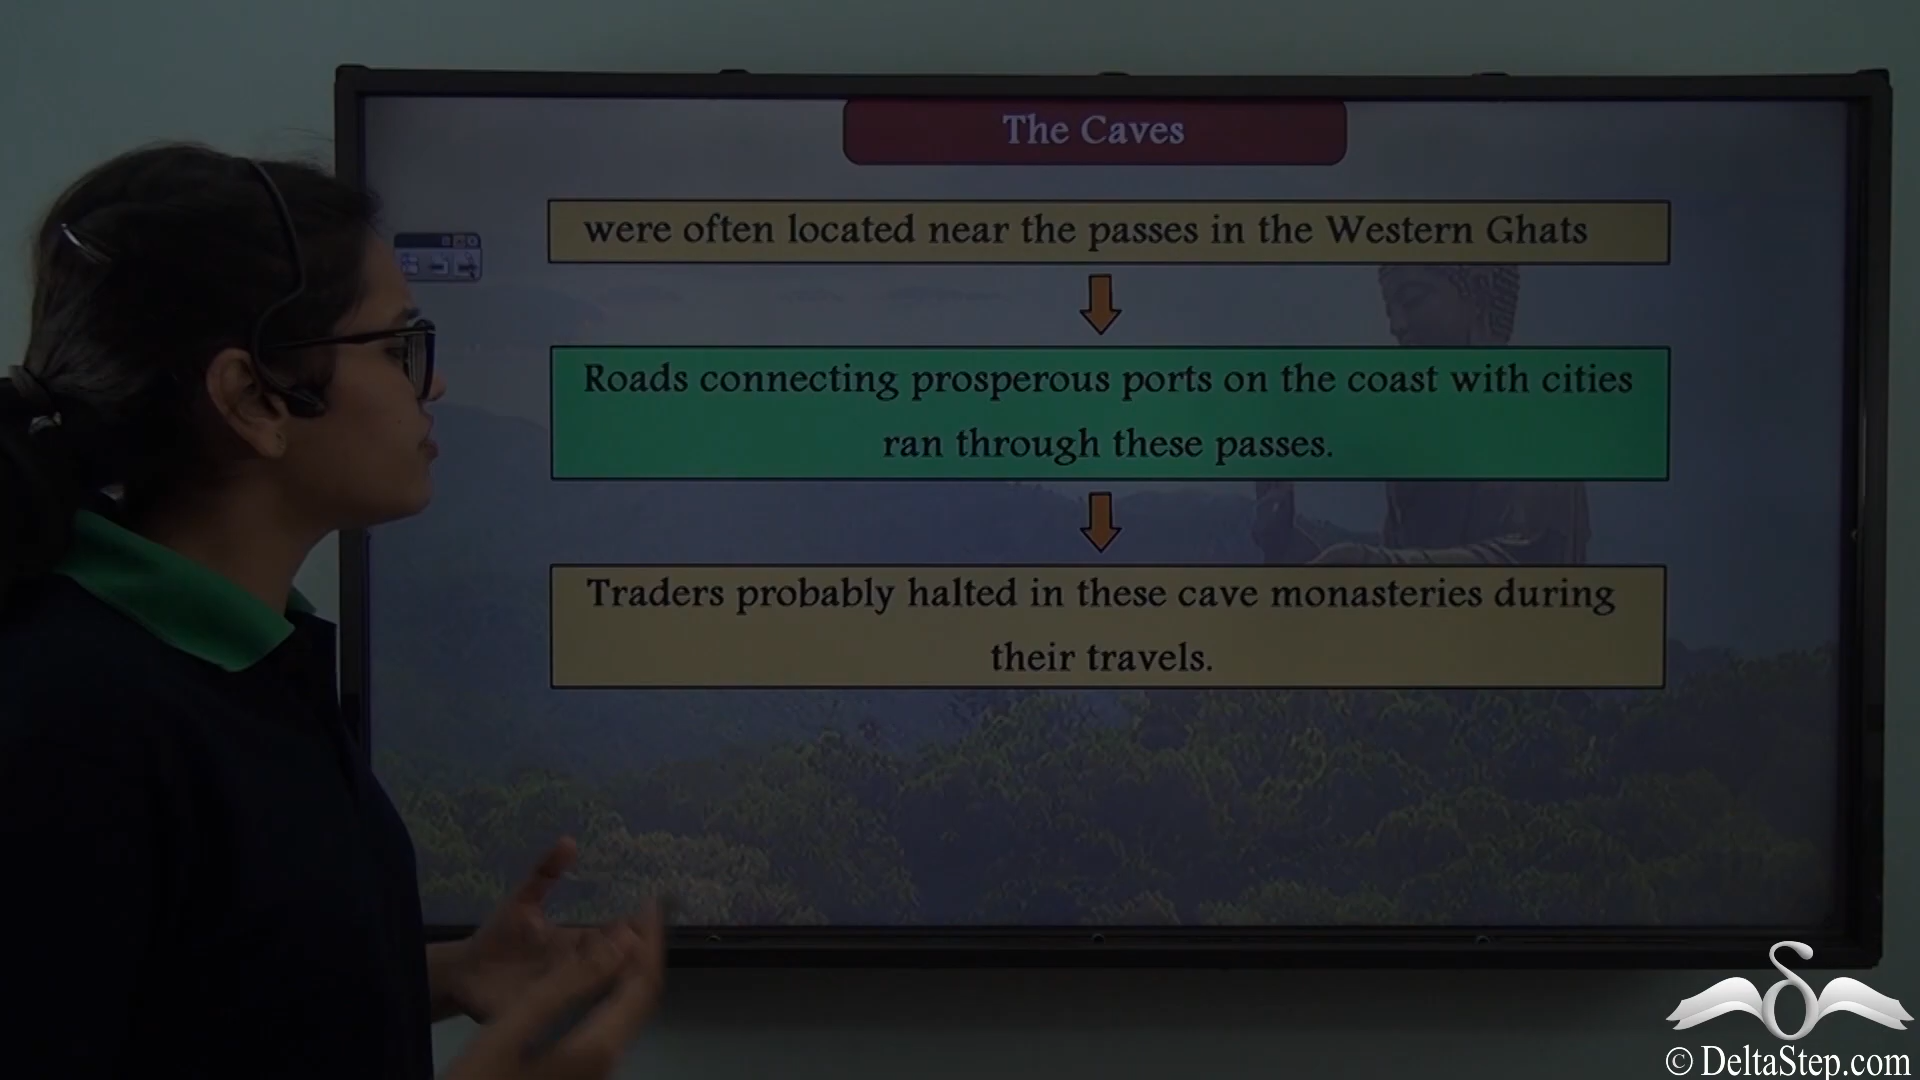 The Caves
were often located near the passes in the Western Ghats
Roads connecting prosperous ports on the coast with cities
ran through these passes.
Traders probably halted in these cave monasteries during
their travels.
© DeltaStep.com